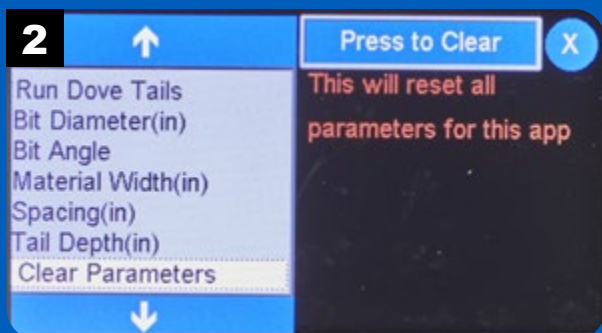 2
Run Dove Tails
Bit Diameter(in)
Bit Angle
Material Width(in)
Spacing(in)
Tail Depth(in)
Clear Parameters
Press to Clear
X
This will reset all
parameters for this app